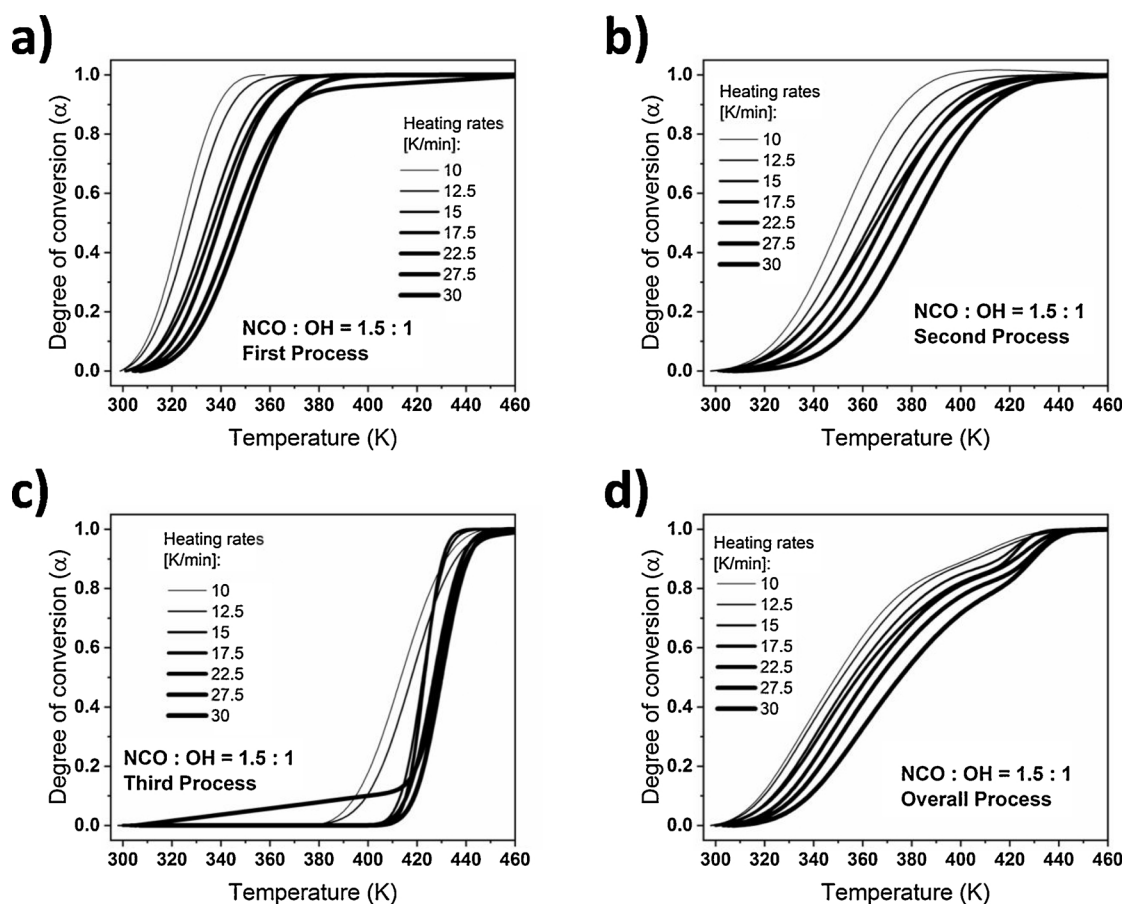 a)
Degree of conversion (α)
1.0
0.8
0.6
0.4
0.2
0.0
Heating rates
[K/min]:
10
12.5
15
17.5
22.5
27.5
30
NCO : OH = 1.5 : 1
First Process
300 320 340 360 380 400 420 440 460
Temperature (K)
b)
Degree of conversion (α)
1.0
0.8
0.6
0.4
0.2
0.0
Heating rates
[K/min]:
10
12.5
15
17.5
22.5
27.5
30
NCO : OH = 1.5 : 1
Second Process
300 320 340 360 380 400 420 440 460
Temperature (K)
c)
Degree of conversion (α)
1.0
0.8
0.6
0.4
0.2
0.0
Heating rates
[K/min]:
10
12.5
15
17.5
22.5
27.5
30
NCO : OH = 1.5 : 1
Third Process
300 320 340 360 380 400 420 440 460
Temperature (K)
d)
Degree of conversion (α)
1.0
0.8
0.6
0.4
0.2
0.0
Heating rates
[K/min]:
10
12.5
15
17.5
22.5
27.5
30
NCO : OH = 1.5 : 1
Overall Process
300 320 340 360 380 400 420 440 460
Temperature (K)